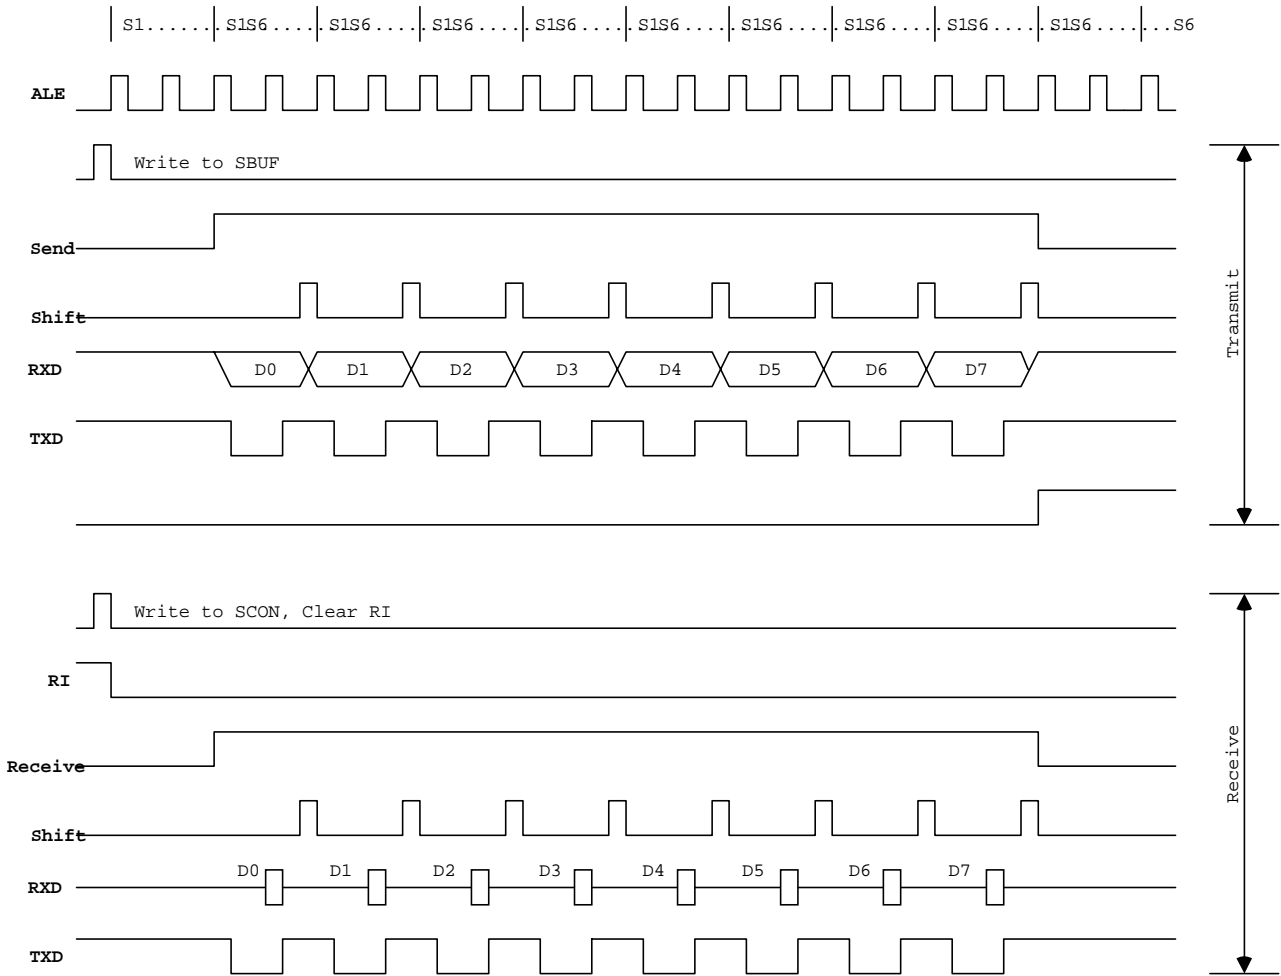 S1.......S1S6....S1S6....S1S6....S1S6....S1S6....S1S6....S1S6....S1S6....S1S6.......S6
ALE
Write to SBUF
Send
Shift
RXD D0 D1 D2 D3 D4 D5 D6 D7
TXD
Transmit
Write to SCON, Clear RI
RI
Receive
Shift
RXD D0 D1 D2 D3 D4 D5 D6 D7
TXD
Receive